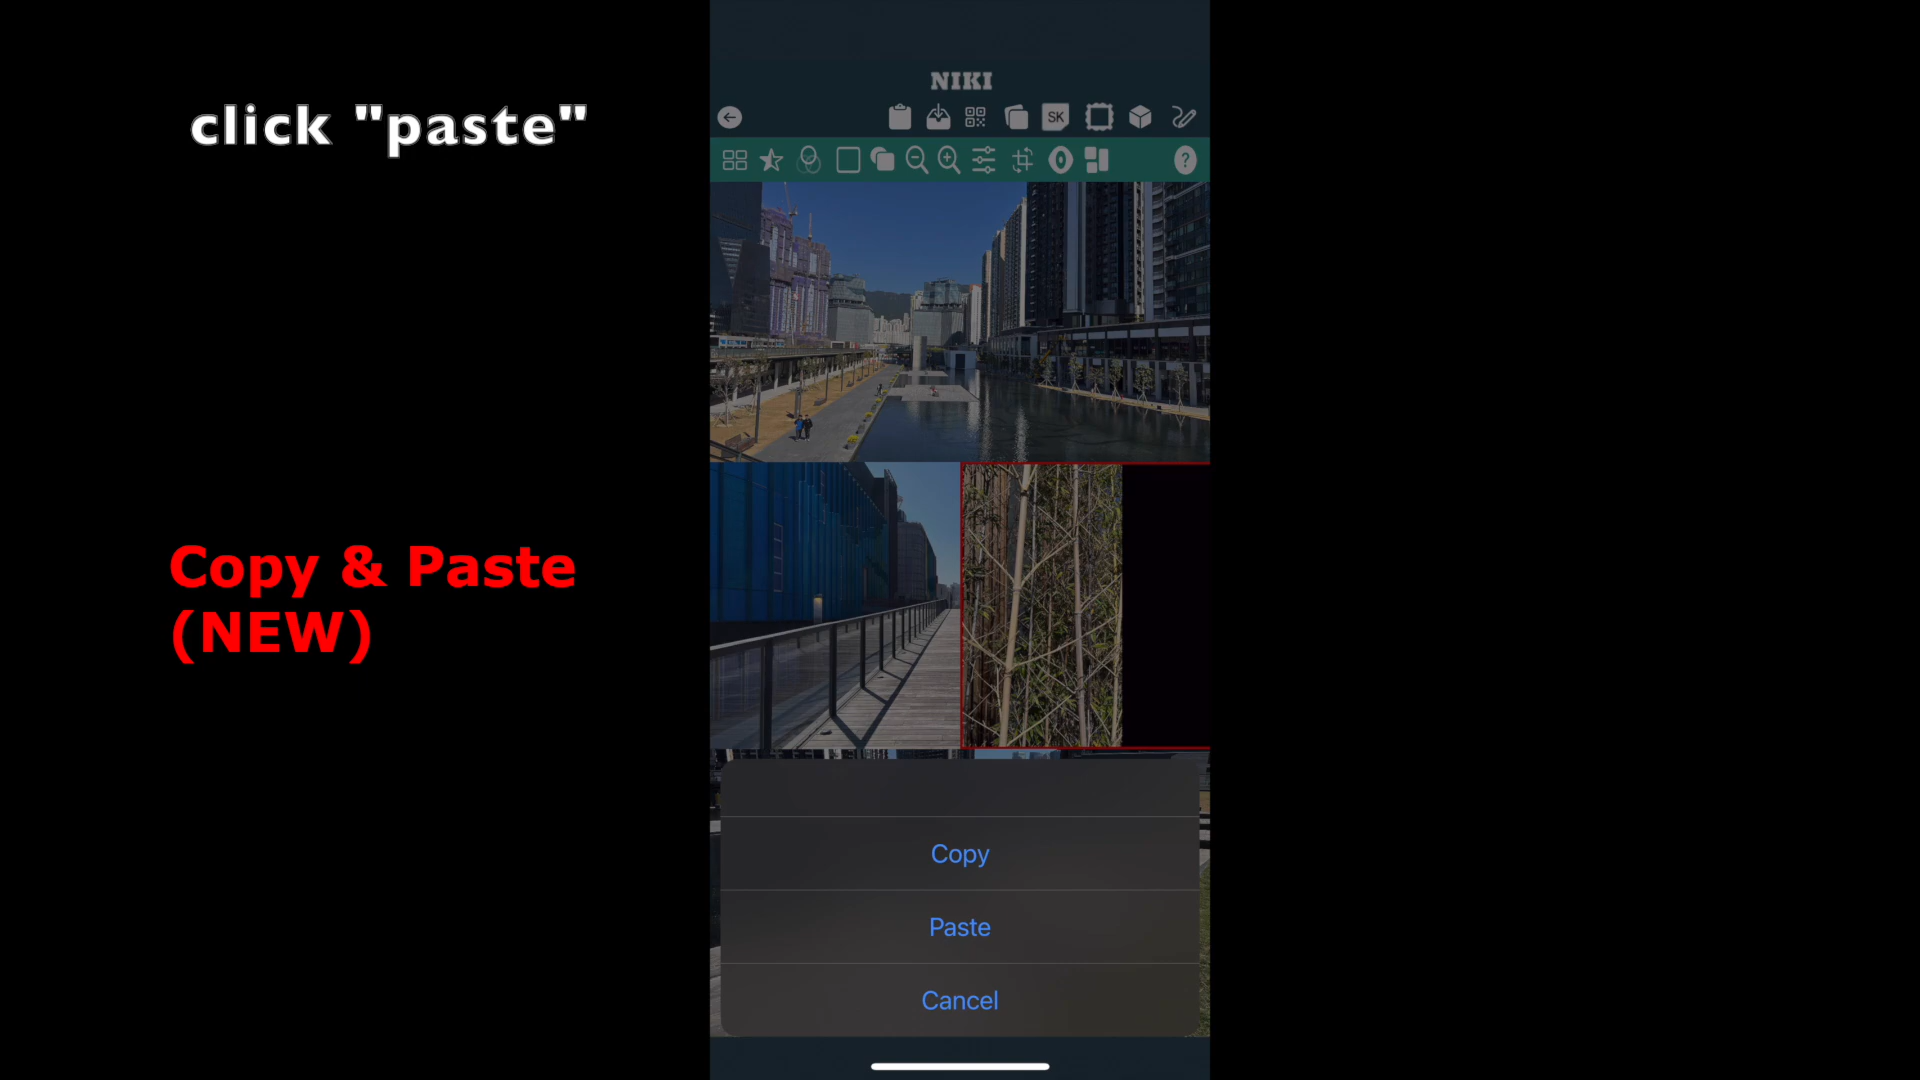 click "paste"
NIKI
SK
?
Copy & Paste
(NEW)
Copy
Paste
Cancel